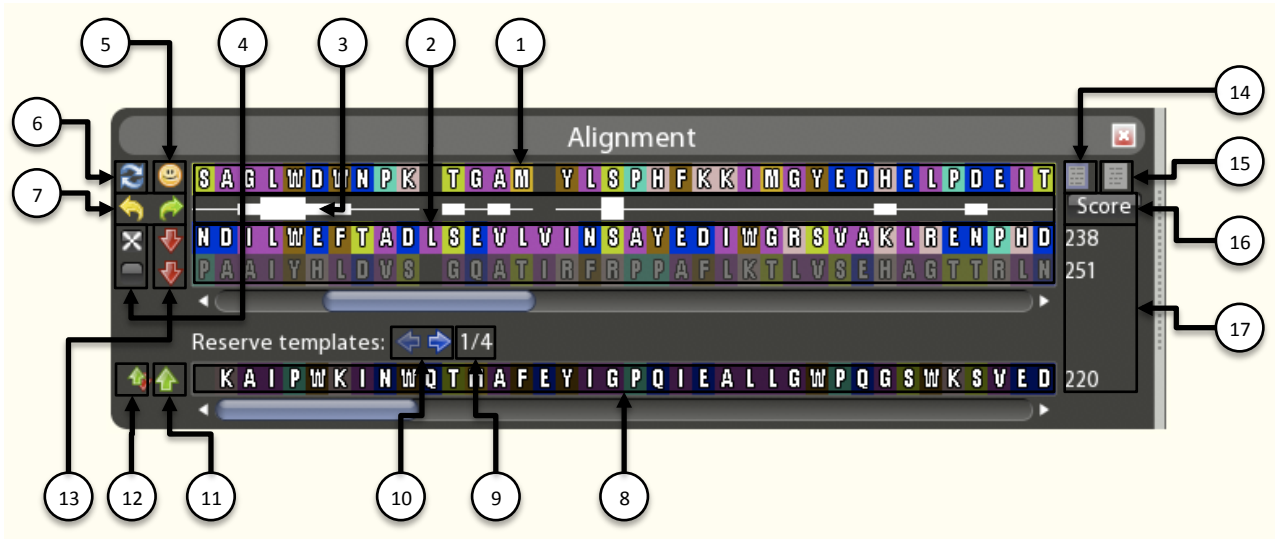 5 4 3 2 1
14
6
Alignment
15
S A G L W D W N P K T G A M Y L S P H F K K I M G Y E D H E L P D E I T
7
Score
N D I L W E F T A D L S E V L V I N S A Y E D I W G R S V A K L R E N P H D 238
16
P A A I Y H L D V S G Q A T I R F R P P A F L K T L V S E H A G T T R L N 251
17
Reserve templates: 1/4
K A I P W K I N W Q T A F E Y I G P Q I E A L L G W P Q G S W K S V E D 220
13 12 11 10 9 8